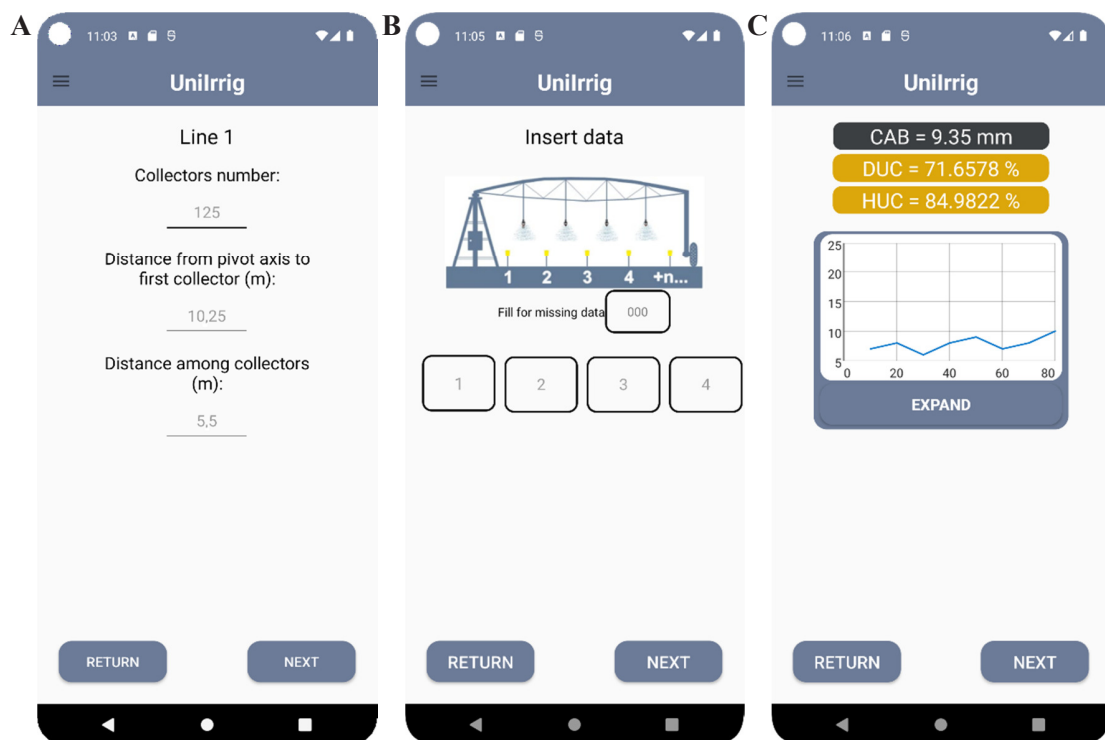 A
11:03
UniIrrig
Line 1
Collectors number:
125
Distance from pivot axis to
first collector (m):
10,25
Distance among collectors
(m):
5,5
RETURN
NEXT
B
11:05
UniIrrig
Insert data
1 2 3 4 +n...
Fill for missing data
000
1 2 3 4
RETURN
NEXT
C
11:06
UniIrrig
CAB = 9.35 mm
DUC = 71.6578 %
HUC = 84.9822 %
25
20
15
10
5
0 20 40 60 80
EXPAND
RETURN
NEXT